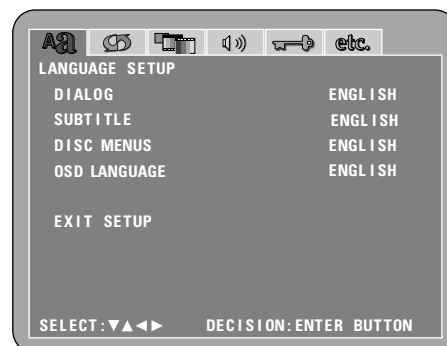 Aa etc.
LANGUAGE SETUP
DIALOG ENGLISH
SUBTITLE ENGLISH
DISC MENUS ENGLISH
OSD LANGUAGE ENGLISH
EXIT SETUP
SELECT:▼▲◄► DECISION:ENTER BUTTON